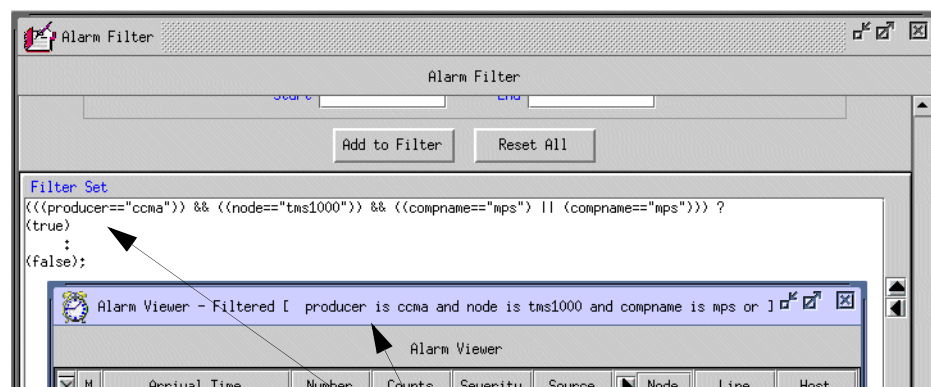 Alarm Filter
Alarm Filter
Start End
Add to Filter Reset All
Filter Set
(((producer=="ccma")) && ((node=="tms1000")) && ((compname=="mps") || (compname=="mps"))) ?
(true)
:
(false);
Alarm Viewer - Filtered [ producer is ccma and node is tms1000 and compname is mps or ]
Alarm Viewer
M Arrival Time Number Counts Severity Source Node Line Host